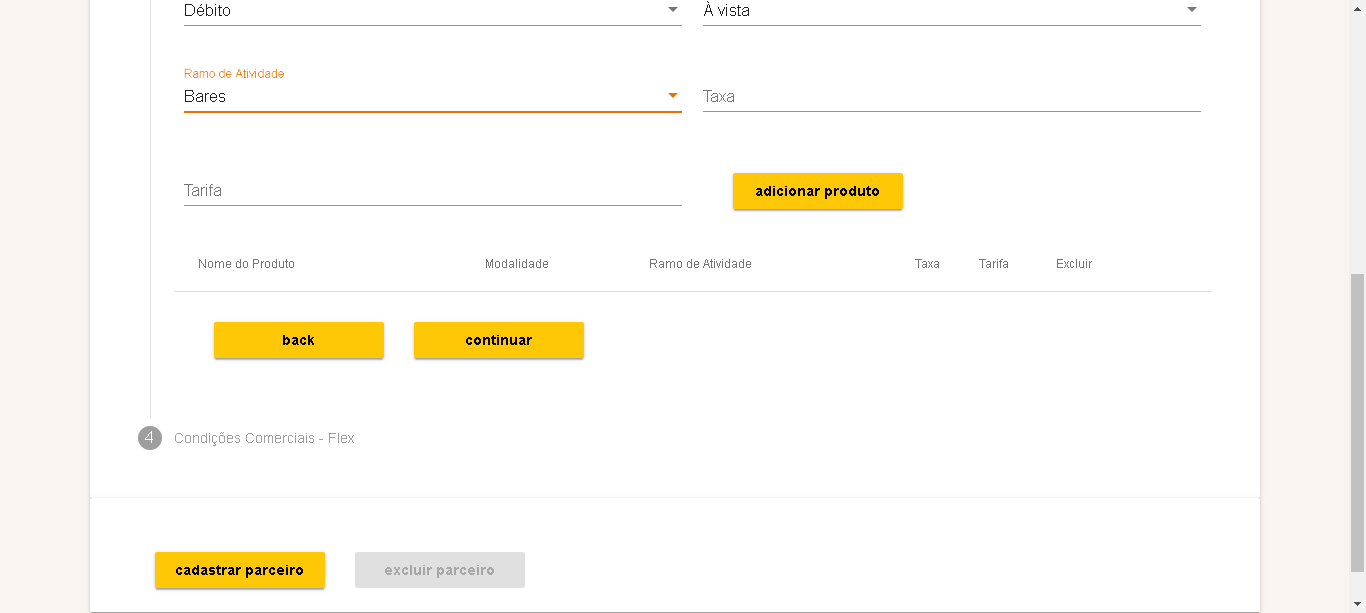 Débito À vista
Ramo de Atividade
Bares Taxa
Tarifa adicionar produto
Nome do Produto Modalidade Ramo de Atividade Taxa Tarifa Excluir
back continuar
4 Condições Comerciais - Flex
cadastrar parceiro excluir parceiro